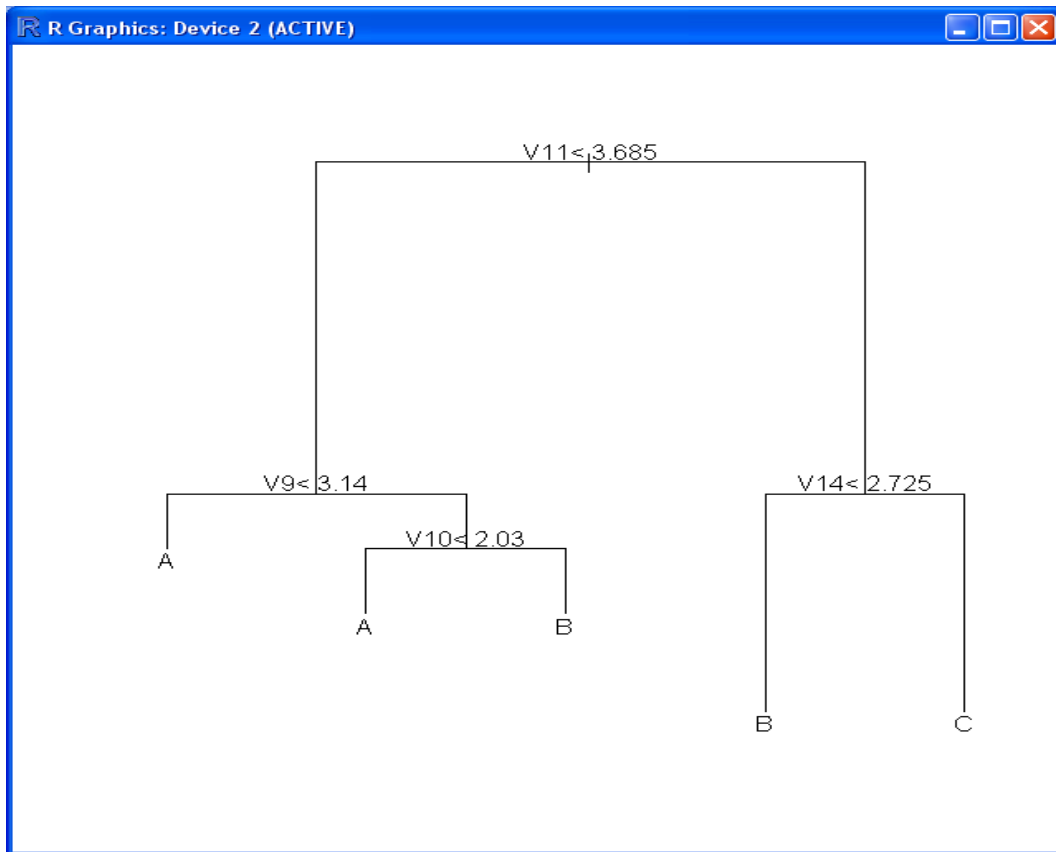 R R Graphics: Device 2 (ACTIVE)
V11< 3.685
V9< 3.14
V14< 2.725
V10< 2.03
A
A
B
B
C